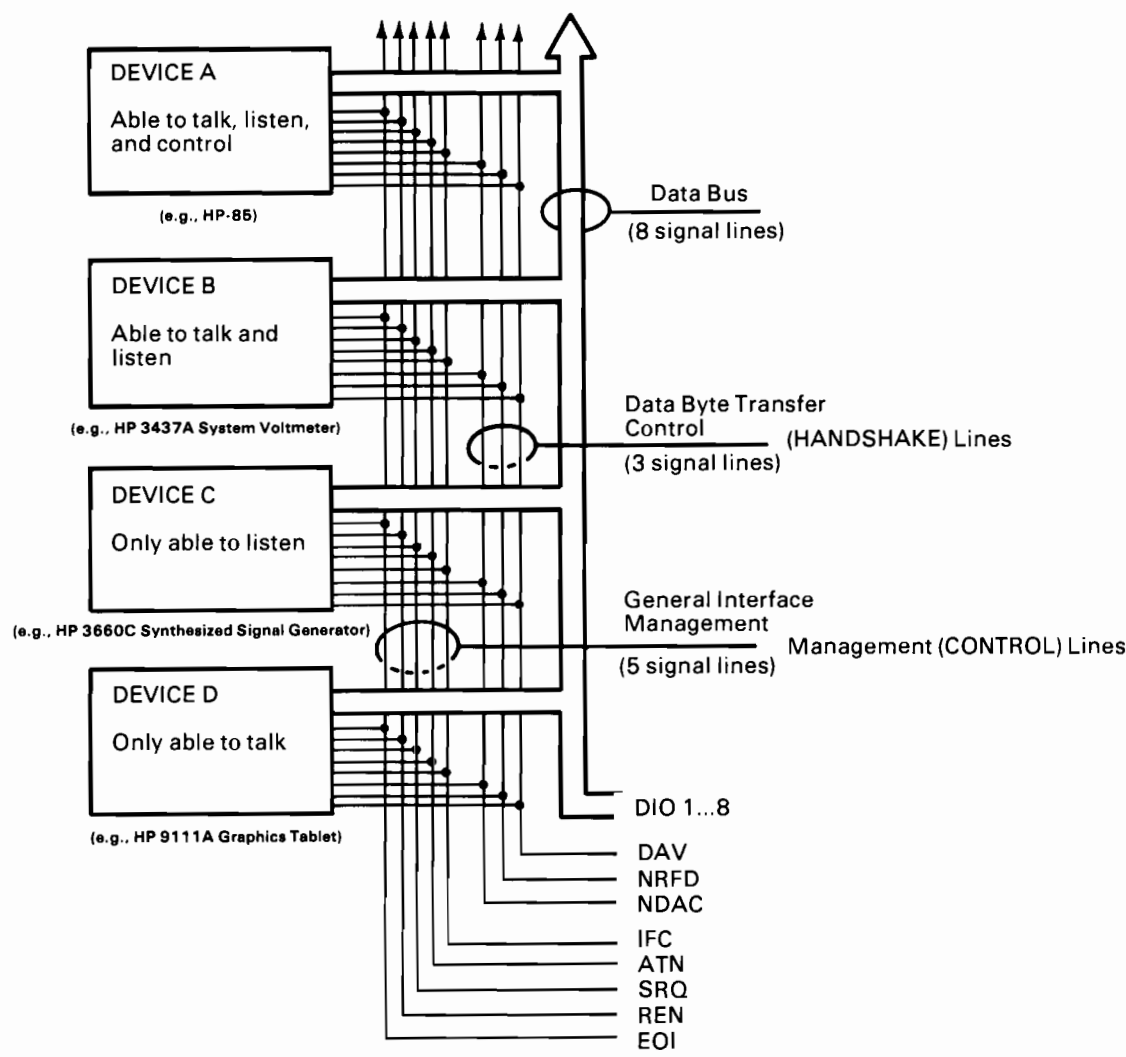 DEVICE A
Able to talk, listen,
and control
(e.g., HP-85)
Data Bus
(8 signal lines)
DEVICE B
Able to talk and
listen
(e.g., HP 3437A System Voltmeter)
Data Byte Transfer
Control
(HANDSHAKE) Lines
(3 signal lines)
DEVICE C
Only able to listen
(e.g., HP 3660C Synthesized Signal Generator)
General Interface
Management
Management (CONTROL) Lines
(5 signal lines)
DEVICE D
Only able to talk
(e.g., HP 9111A Graphics Tablet)
DIO 1...8
DAV
NRFD
NDAC
IFC
ATN
SRQ
REN
EOI